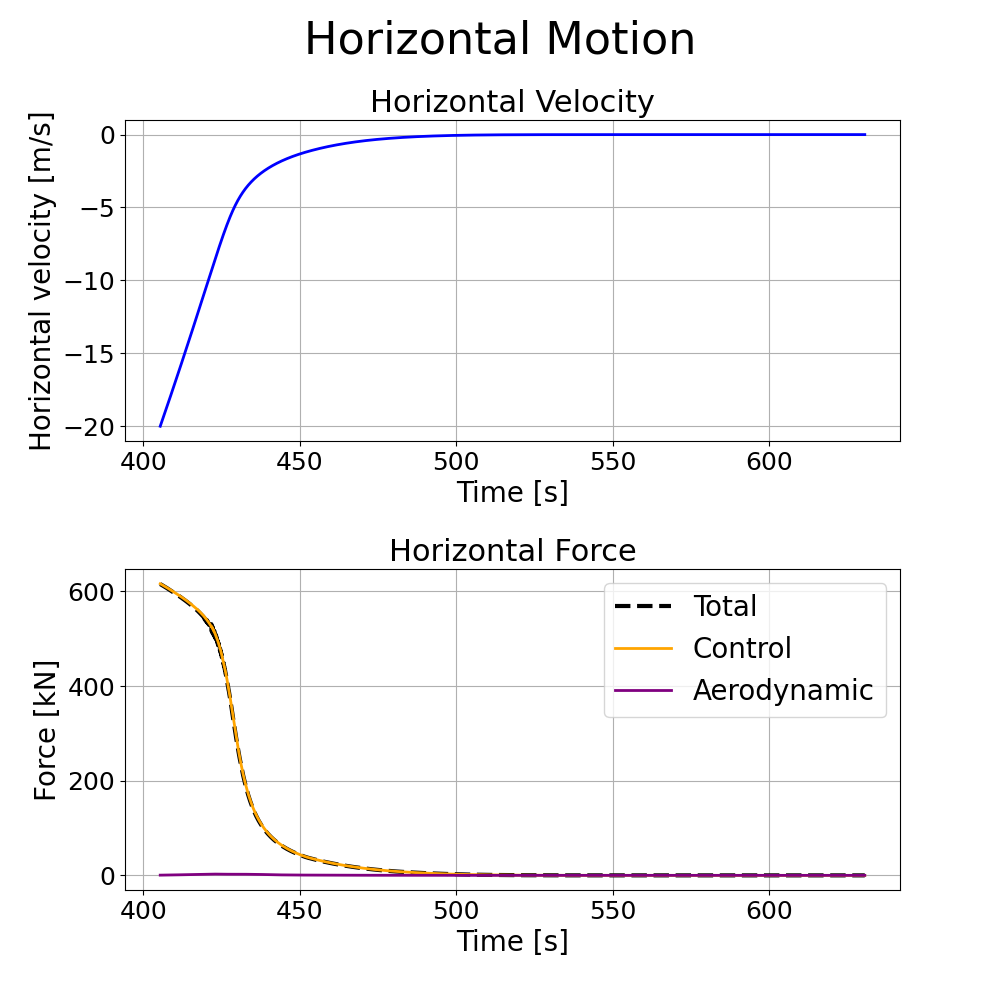 Horizontal Motion
Horizontal Velocity
Horizontal velocity [m/s]
0
−5
−10
−15
−20
400 450 500 550 600
Time [s]
Horizontal Force
Force [kN]
600
400
200
0
Total
Control
Aerodynamic
400 450 500 550 600
Time [s]